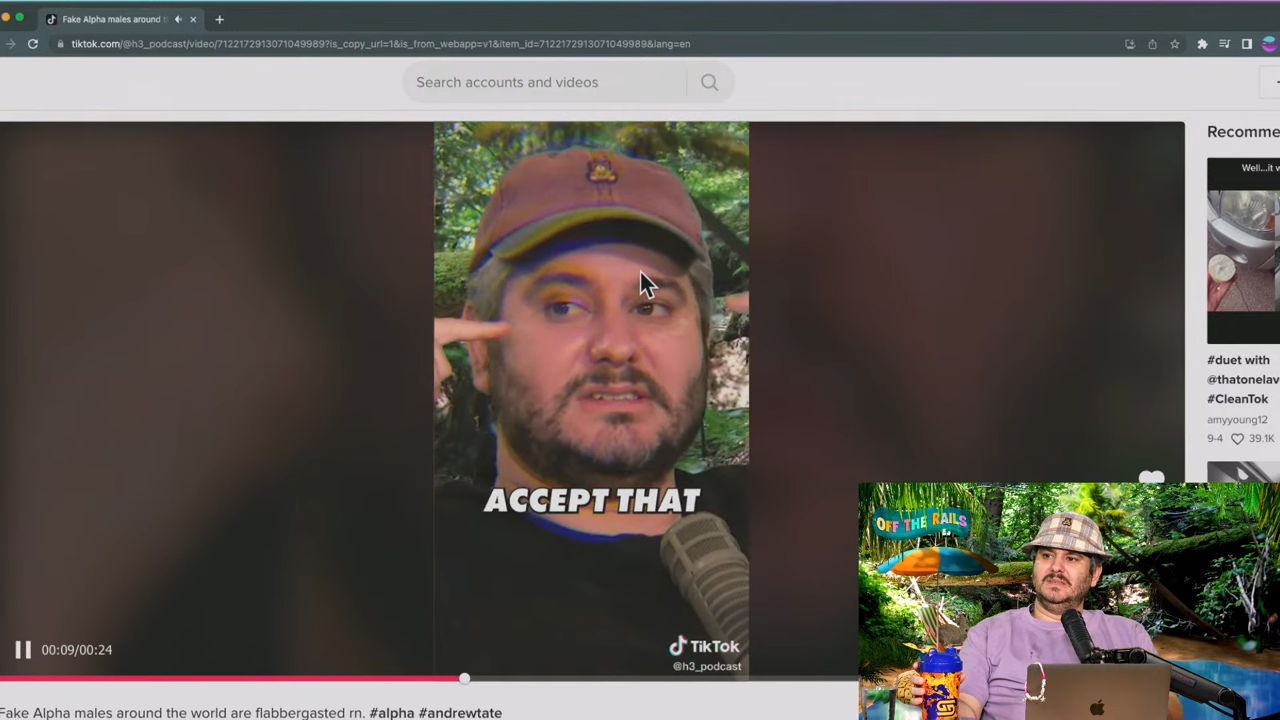 Fake Alpha males around t
tiktok.com/@h3_podcast/video/7122172913071049989?is_copy_url=1&is_from_webapp=v1&item_id=7122172913071049989&lang=en
Search accounts and videos
Recomme
Well...it w
#duet with
@thatonelav
#CleanTok
amyyoung12
9-4
39.1K
ACCEPT THAT
OFF THE RAILS
00:09/00:24
TikTok
@h3_podcast
Fake Alpha males around the world are flabbergasted rn. #alpha #andrewtate